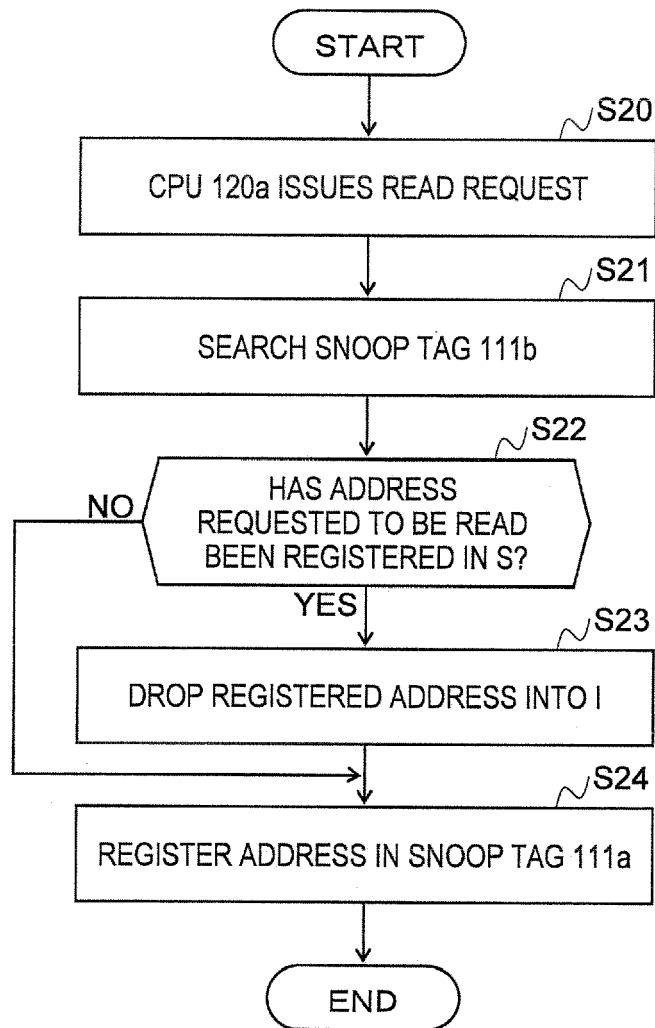 START
S20
CPU 120a ISSUES READ REQUEST
S21
SEARCH SNOOP TAG 111b
S22
HAS ADDRESS
REQUESTED TO BE READ
BEEN REGISTERED IN S?
NO
YES
S23
DROP REGISTERED ADDRESS INTO I
S24
REGISTER ADDRESS IN SNOOP TAG 111a
END